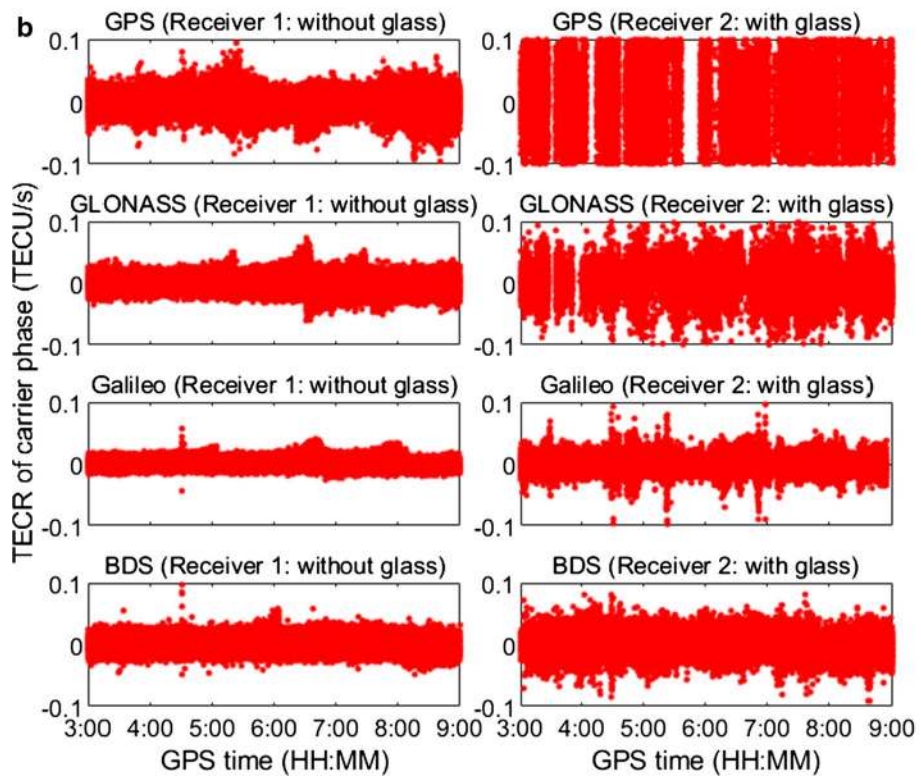 b
GPS (Receiver 1: without glass)
GPS (Receiver 2: with glass)
0.1
0
-0.1
0.1
0
-0.1
GLONASS (Receiver 1: without glass)
GLONASS (Receiver 2: with glass)
0.1
0
-0.1
0.1
0
-0.1
TECR of carrier phase (TECU/s)
Galileo (Receiver 1: without glass)
Galileo (Receiver 2: with glass)
0.1
0
-0.1
0.1
0
-0.1
BDS (Receiver 1: without glass)
BDS (Receiver 2: with glass)
0.1
0
-0.1
0.1
0
-0.1
3:00 4:00 5:00 6:00 7:00 8:00 9:00
3:00 4:00 5:00 6:00 7:00 8:00 9:00
GPS time (HH:MM)
GPS time (HH:MM)